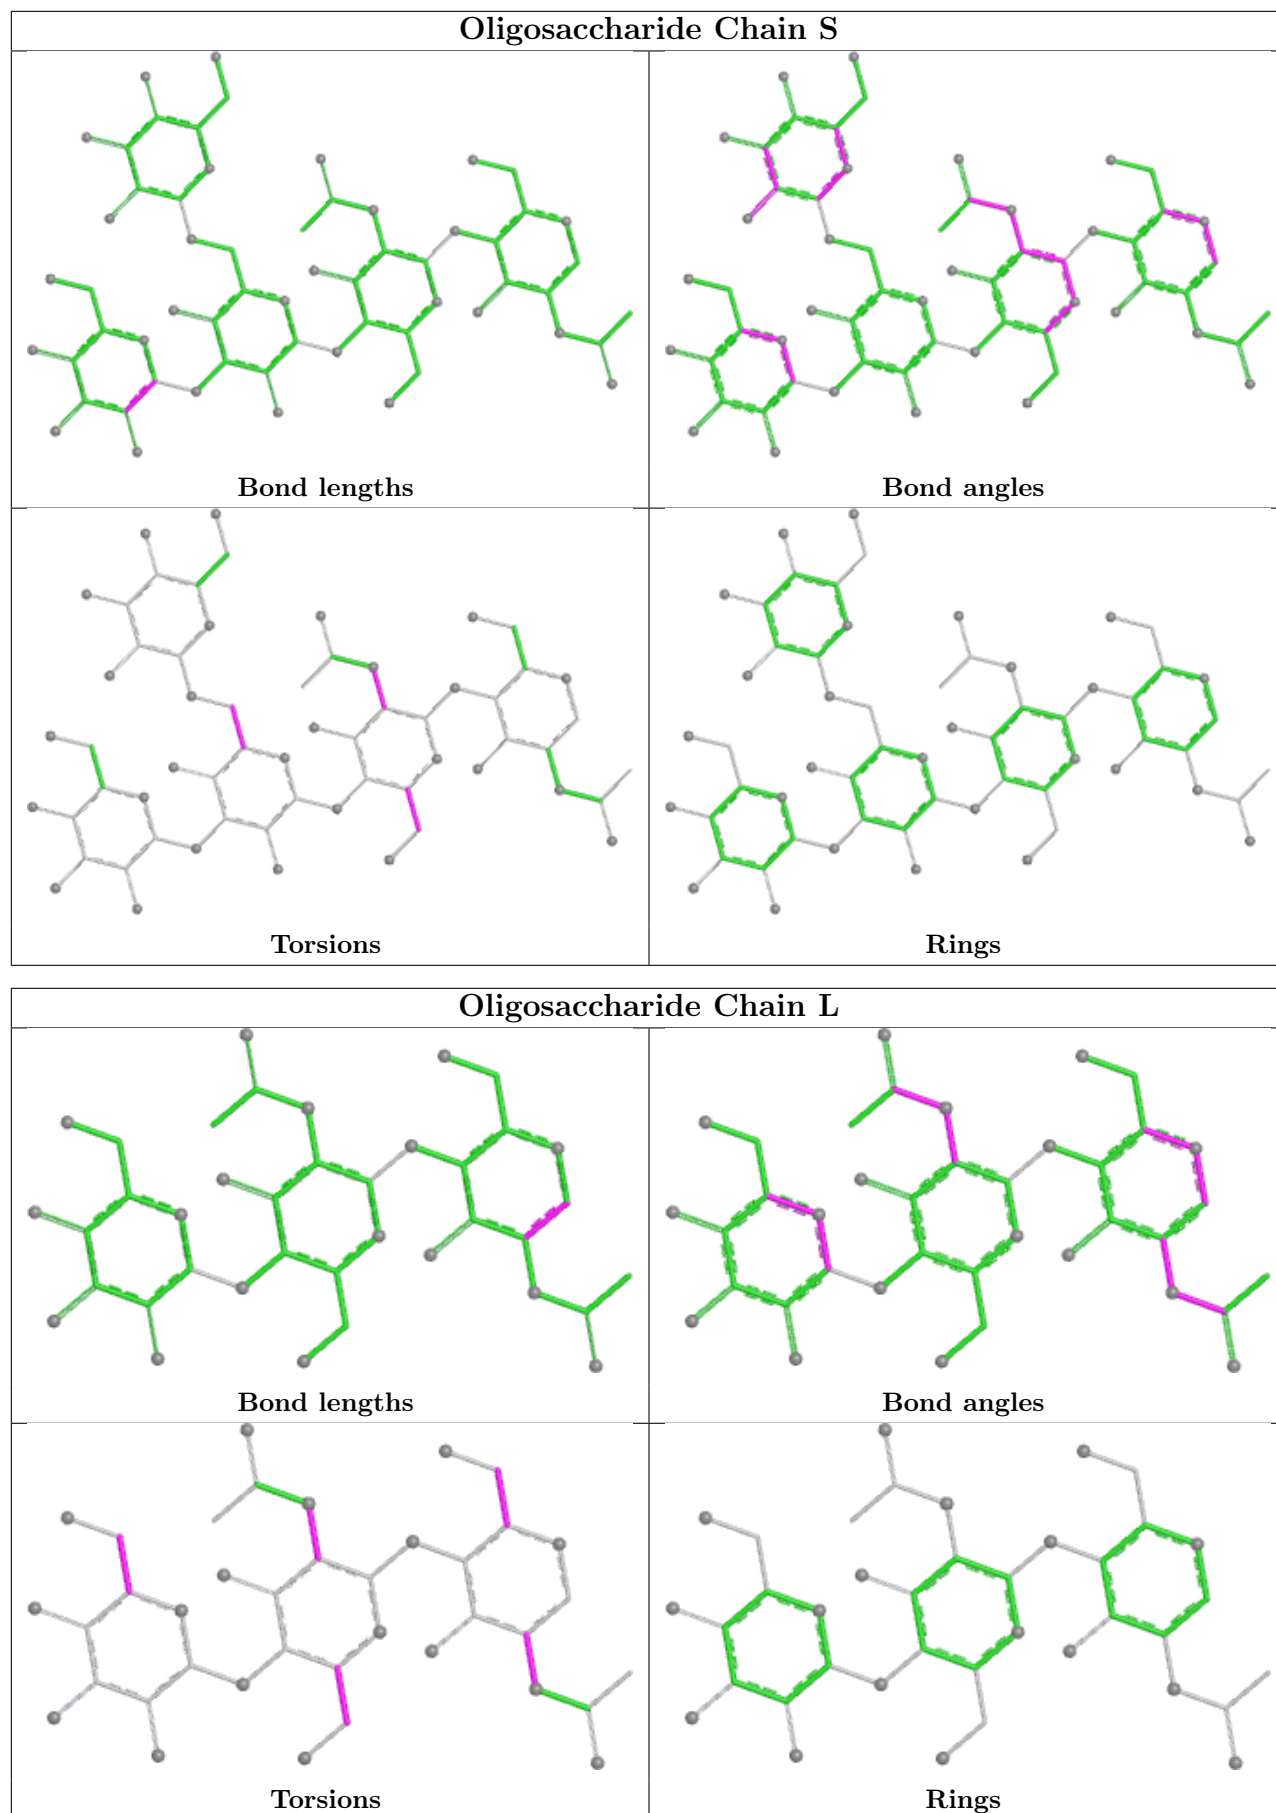 Oligosaccharide Chain S
Bond lengths
Bond angles
Torsions
Rings
Oligosaccharide Chain L
Bond lengths
Bond angles
Torsions
Rings